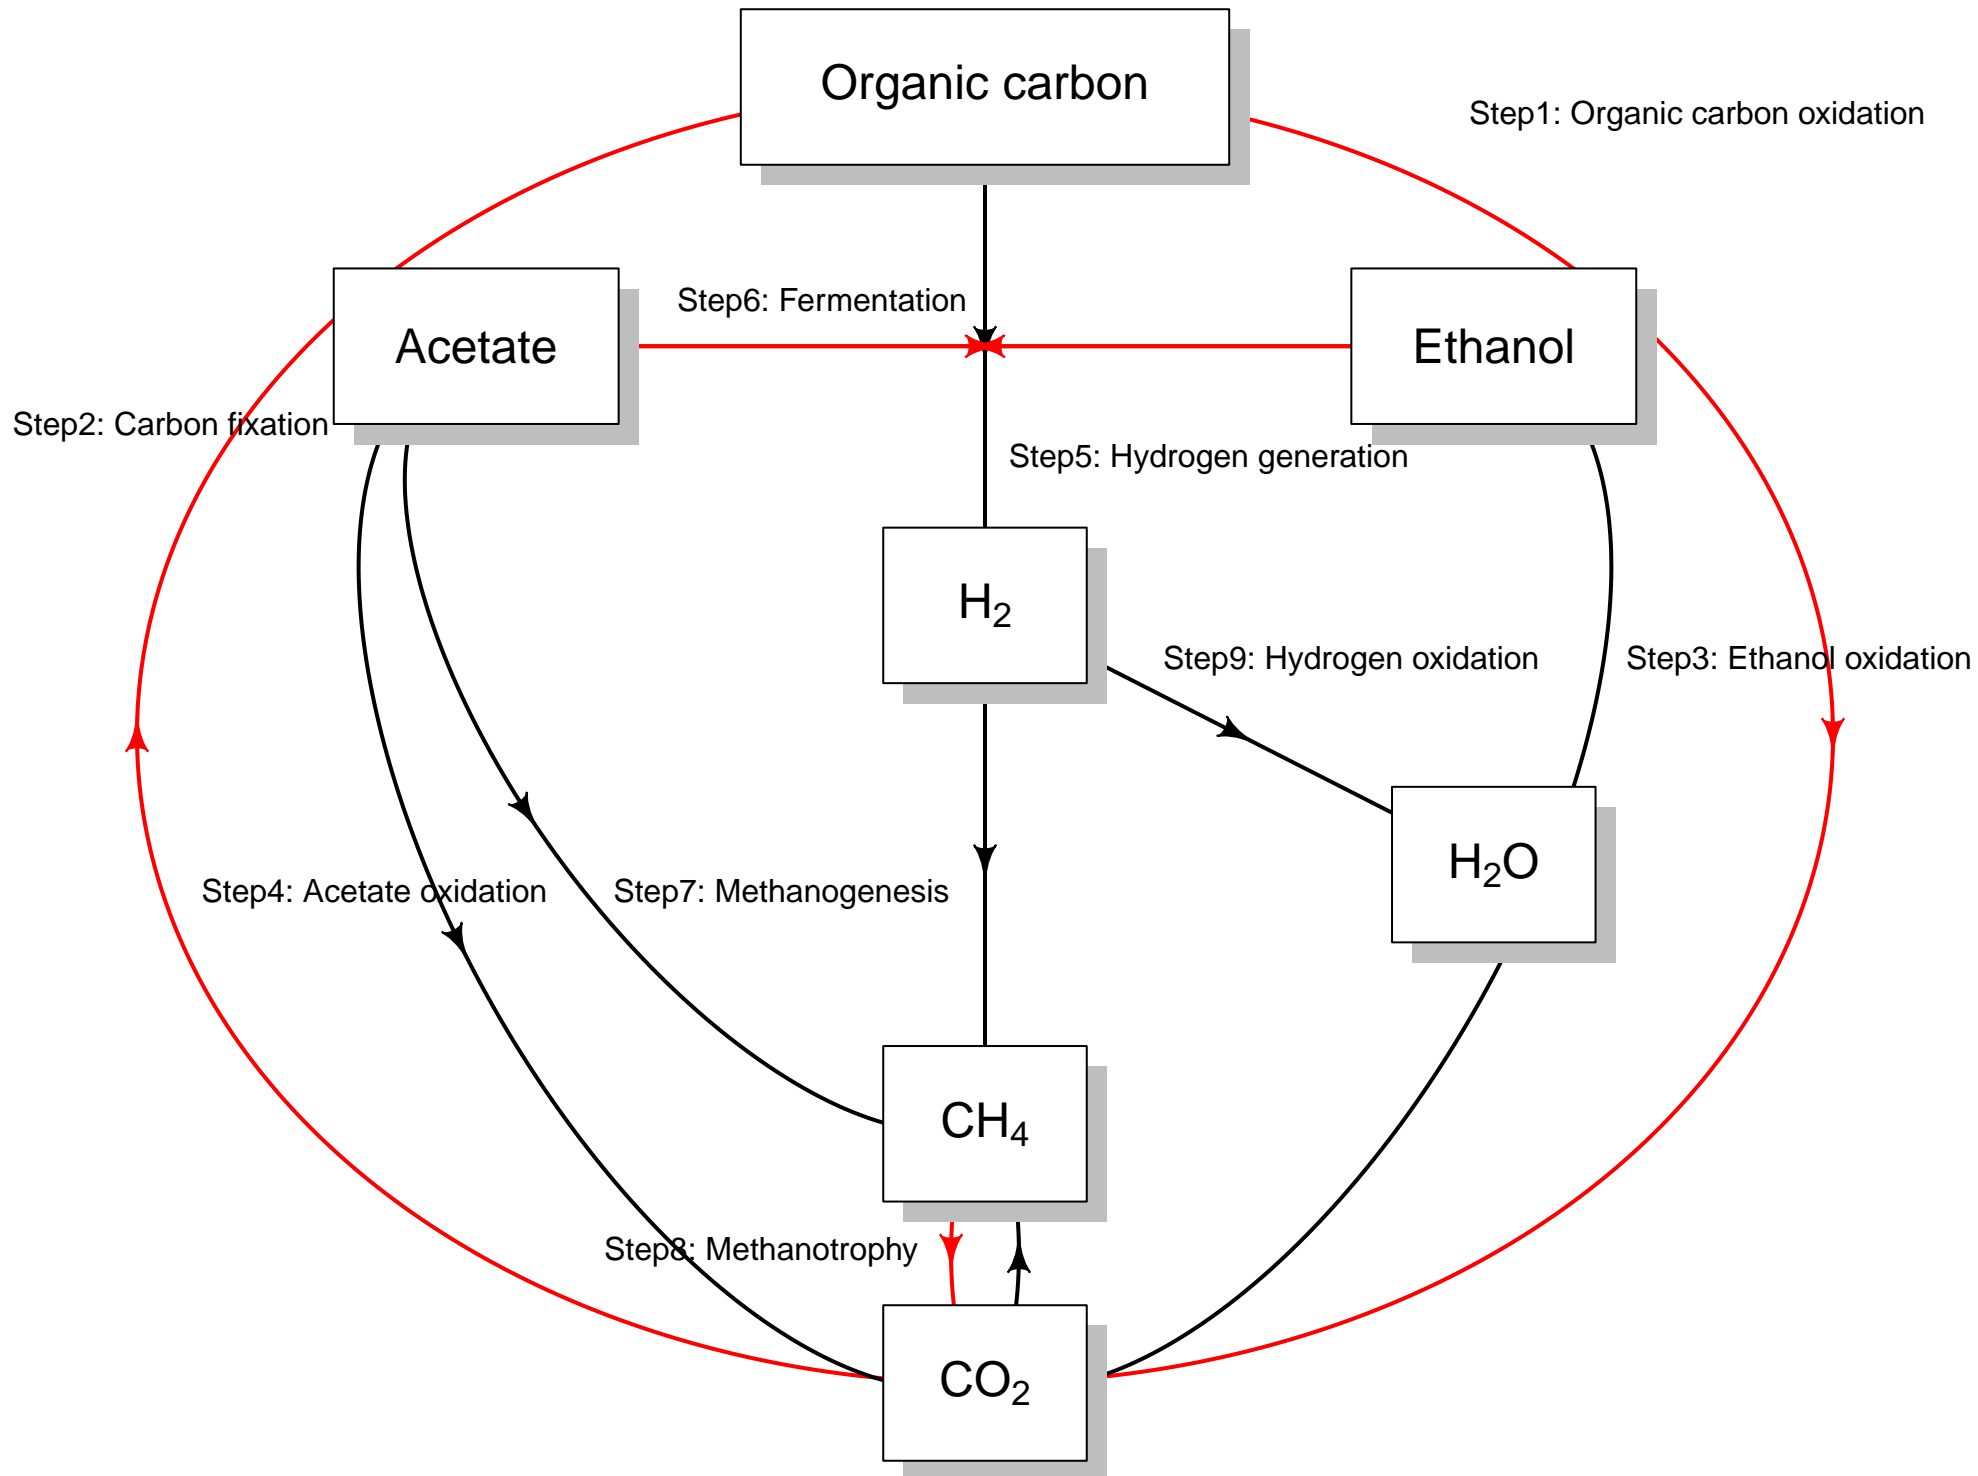 Organic carbon
Step1: Organic carbon oxidation
Step6: Fermentation
Acetate
Ethanol
Step2: Carbon fixation
Step5: Hydrogen generation
H₂
Step9: Hydrogen oxidation
Step3: Ethanol oxidation
H₂O
Step4: Acetate oxidation
Step7: Methanogenesis
CH₄
Step8: Methanotrophy
CO₂